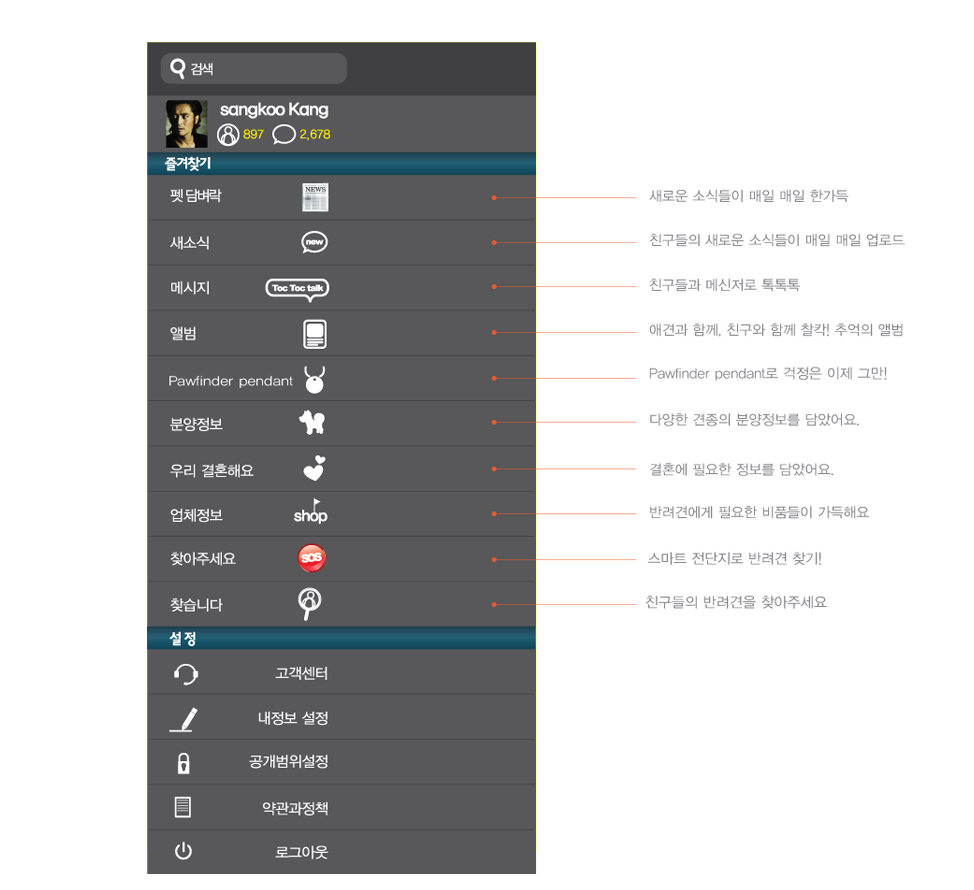 검색
sangkoo Kang
897 2,678
즐겨찾기
펫 담벼락 NEWS 새로운 소식들이 매일 매일 한가득
새소식 new 친구들의 새로운 소식들이 매일 매일 업로드
메시지 Toc Toc talk 친구들과 메신저로 톡톡톡
앨범 애견과 함께, 친구와 함께 찰칵! 추억의 앨범
Pawfinder pendant Pawfinder pendant로 걱정은 이제 그만!
분양정보 다양한 견종의 분양정보를 담았어요.
우리 결혼해요 결혼에 필요한 정보를 담았어요.
업체정보 shop 반려견에게 필요한 비품들이 가득해요
찾아주세요 SOS 스마트 전단지로 반려견 찾기!
찾습니다 친구들의 반려견을 찾아주세요
설정
고객센터
내정보 설정
공개범위설정
약관과정책
로그아웃